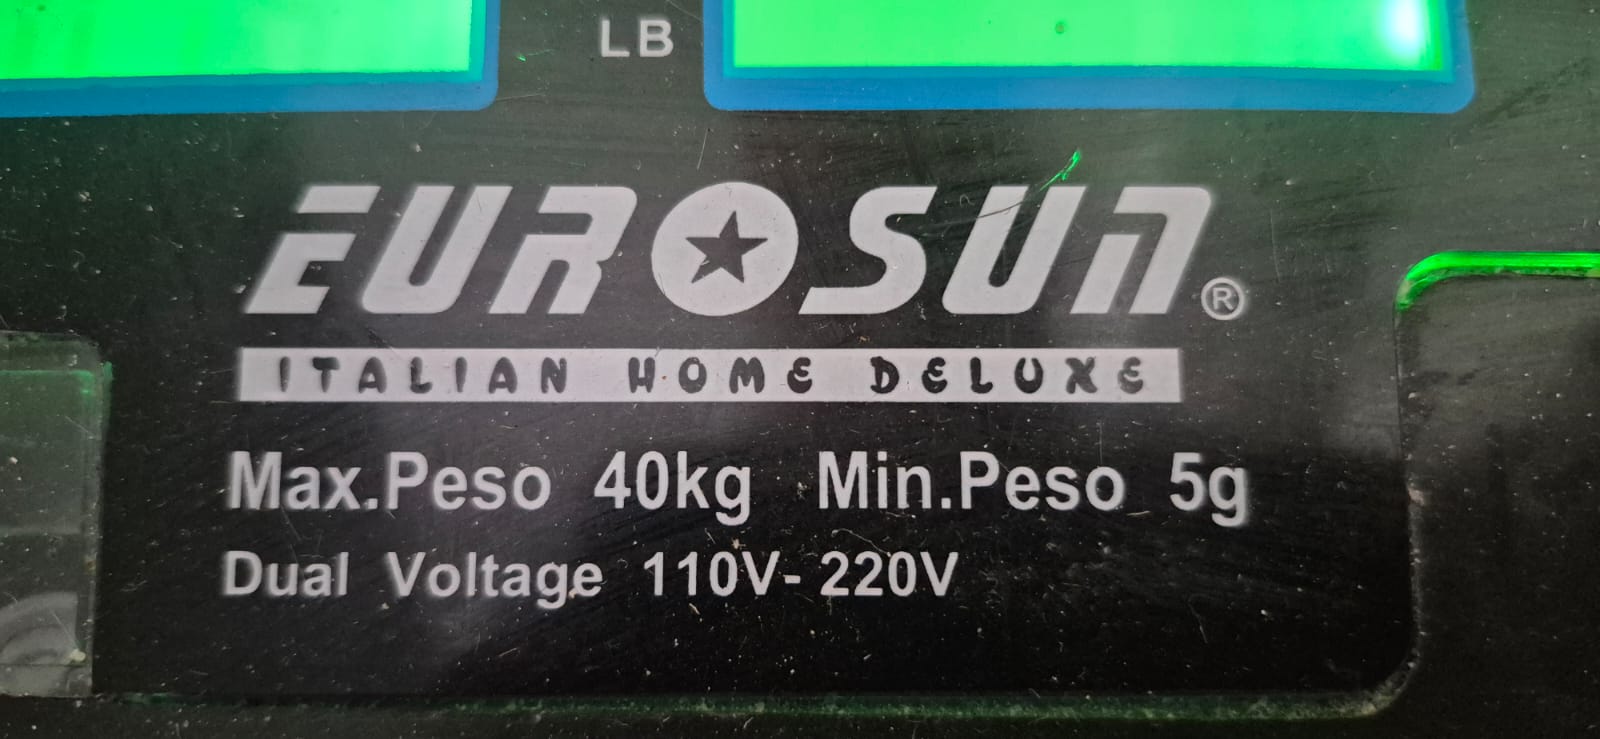 LB
EUROSUN®
ITALIAN HOME DELUXE
Max.Peso 40kg Min.Peso 5g
Dual Voltage 110V-220V